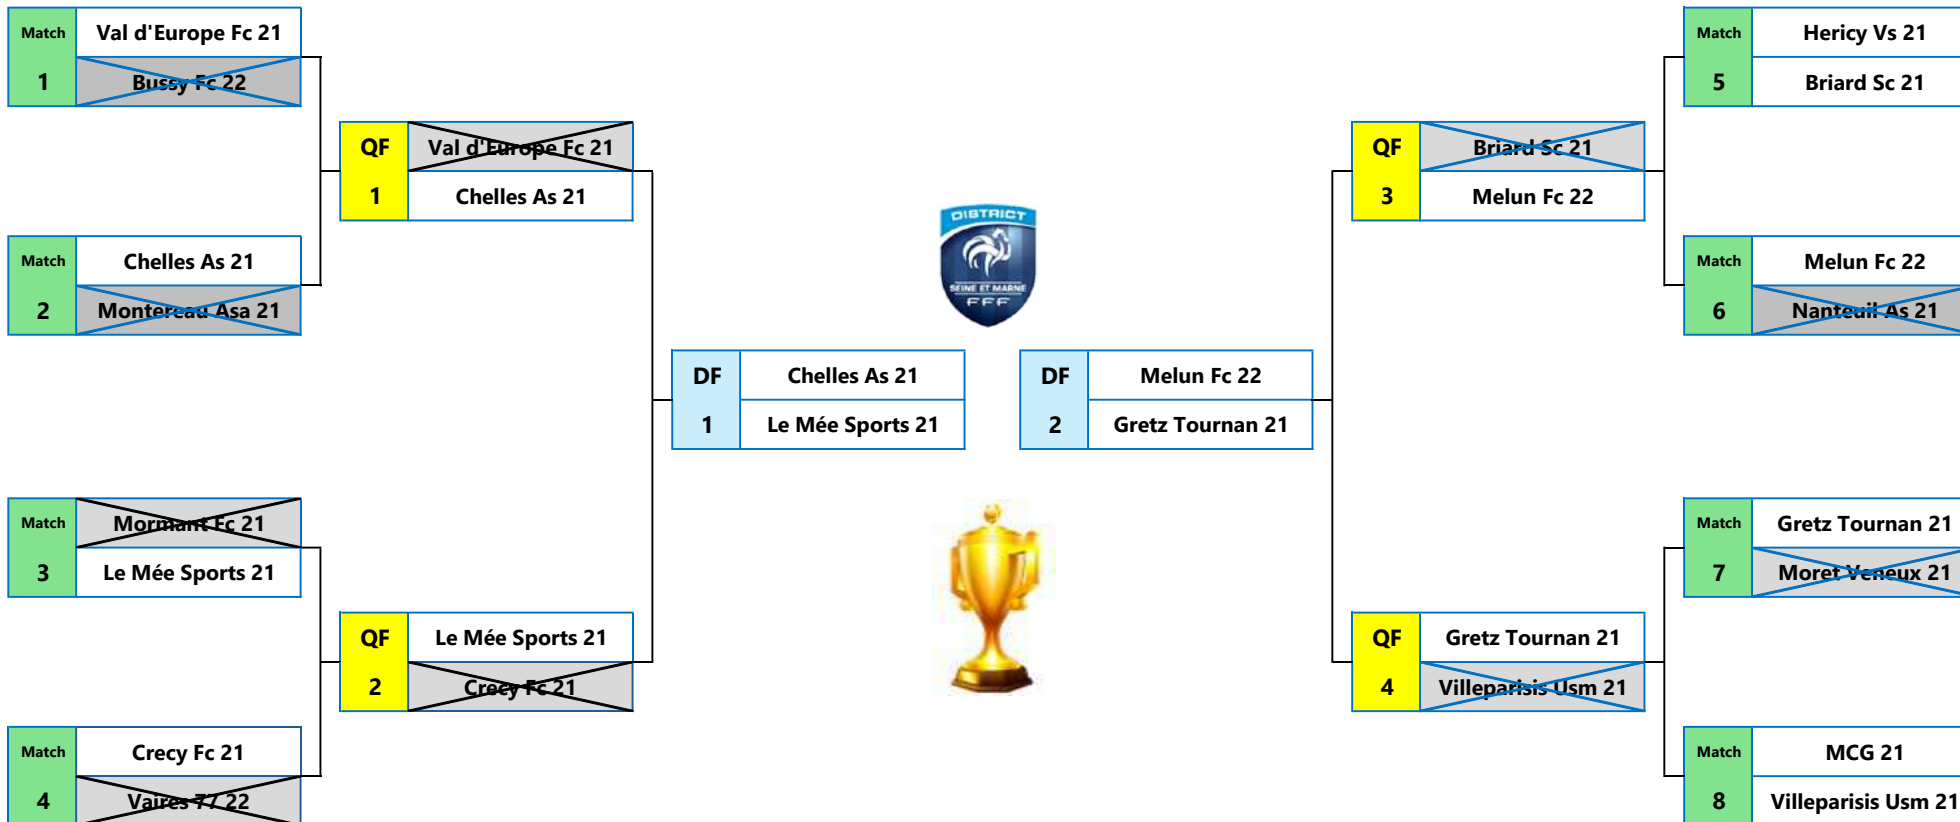 Match
1
Val d'Europe Fc 21
Bussy Fc 22
Match
2
Chelles As 21
Montereau Asa 21
Match
3
Mormant Fc 21
Le Mée Sports 21
Match
4
Crecy Fc 21
Vaires 77 22
QF
1
Val d'Europe Fc 21
Chelles As 21
QF
2
Le Mée Sports 21
Crecy Fc 21
DF
1
Chelles As 21
Le Mée Sports 21
DISTRICT
SEINE ET MARNE
FFF
DF
2
Melun Fc 22
Gretz Tournan 21
QF
3
Briard Sc 21
Melun Fc 22
QF
4
Gretz Tournan 21
Villeparisis Usm 21
Match
5
Hericy Vs 21
Briard Sc 21
Match
6
Melun Fc 22
Nanteuil As 21
Match
7
Gretz Tournan 21
Moret Veneux 21
Match
8
MCG 21
Villeparisis Usm 21